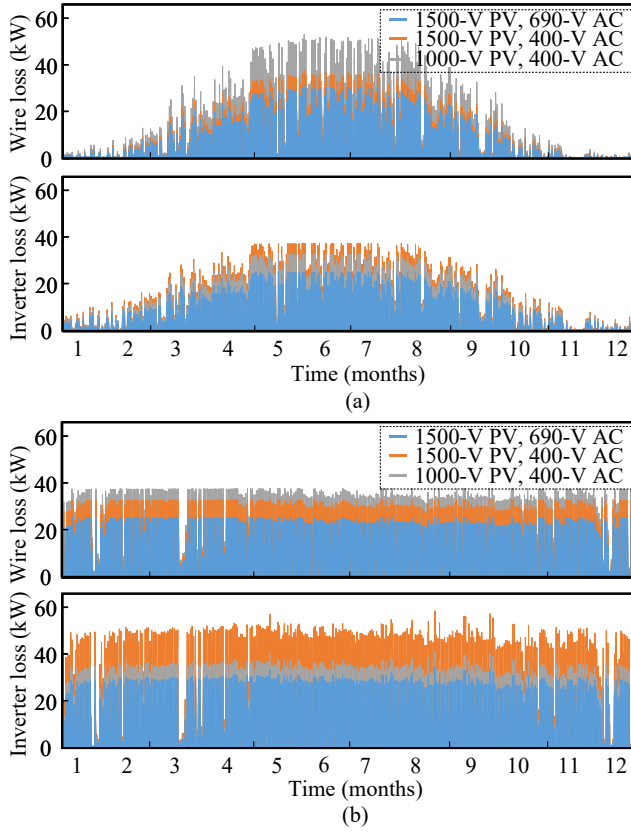 60
40
20
0
Wire loss (kW)
1500-V PV, 690-V AC
1500-V PV, 400-V AC
1000-V PV, 400-V AC
60
40
20
0
Inverter loss (kW)
1 2 3 4 5 6 7 8 9 10 11 12
Time (months)
(a)
60
40
20
0
Wire loss (kW)
1500-V PV, 690-V AC
1500-V PV, 400-V AC
1000-V PV, 400-V AC
60
40
20
0
Inverter loss (kW)
1 2 3 4 5 6 7 8 9 10 11 12
Time (months)
(b)